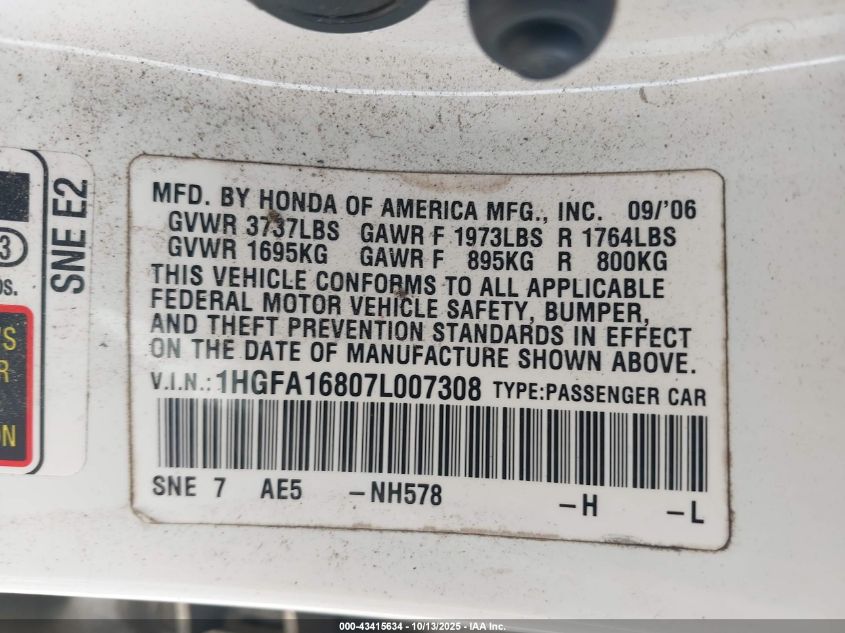 MFD. BY HONDA OF AMERICA MFG., INC. 09/'06
GVWR 3737LBS GAWR F 1973LBS R 1764LBS
GVWR 1695KG GAWR F 895KG R 800KG
THIS VEHICLE CONFORMS TO ALL APPLICABLE
FEDERAL MOTOR VEHICLE SAFETY, BUMPER,
AND THEFT PREVENTION STANDARDS IN EFFECT
ON THE DATE OF MANUFACTURE SHOWN ABOVE.
V.I.N.: 1HGFA16807L007308 TYPE:PASSENGER CAR
SNE 7 AE5 -NH578 -H -L
SNE E2
3
OS.
'S
R
ON
000-43415634 - 10/13/2025 - IAA Inc.